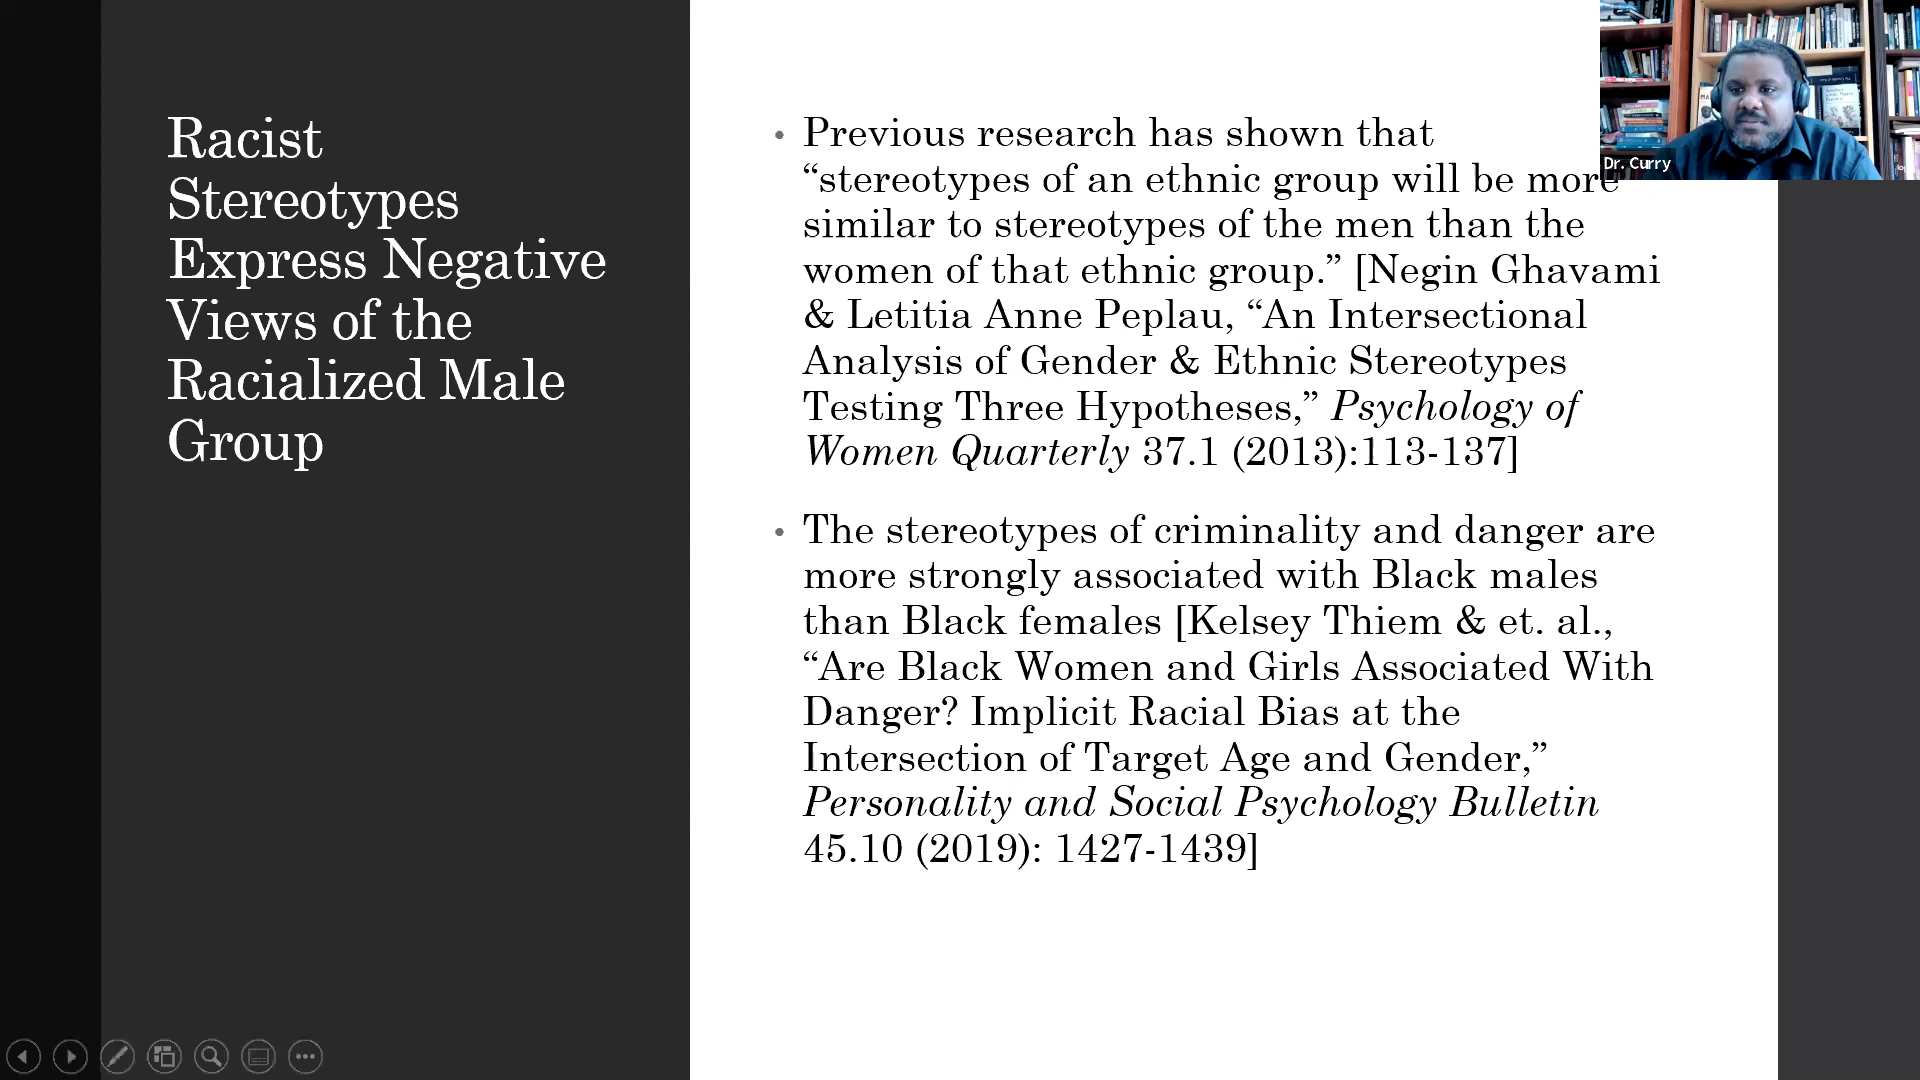 Racist
Stereotypes
Express Negative
Views of the
Racialized Male
Group
• Previous research has shown that
“stereotypes of an ethnic group will be more
similar to stereotypes of the men than the
women of that ethnic group.” [Negin Ghavami
& Letitia Anne Peplau, “An Intersectional
Analysis of Gender & Ethnic Stereotypes
Testing Three Hypotheses,” Psychology of
Women Quarterly 37.1 (2013):113-137]
• The stereotypes of criminality and danger are
more strongly associated with Black males
than Black females [Kelsey Thiem & et. al.,
“Are Black Women and Girls Associated With
Danger? Implicit Racial Bias at the
Intersection of Target Age and Gender,”
Personality and Social Psychology Bulletin
45.10 (2019): 1427-1439]
Dr. Curry